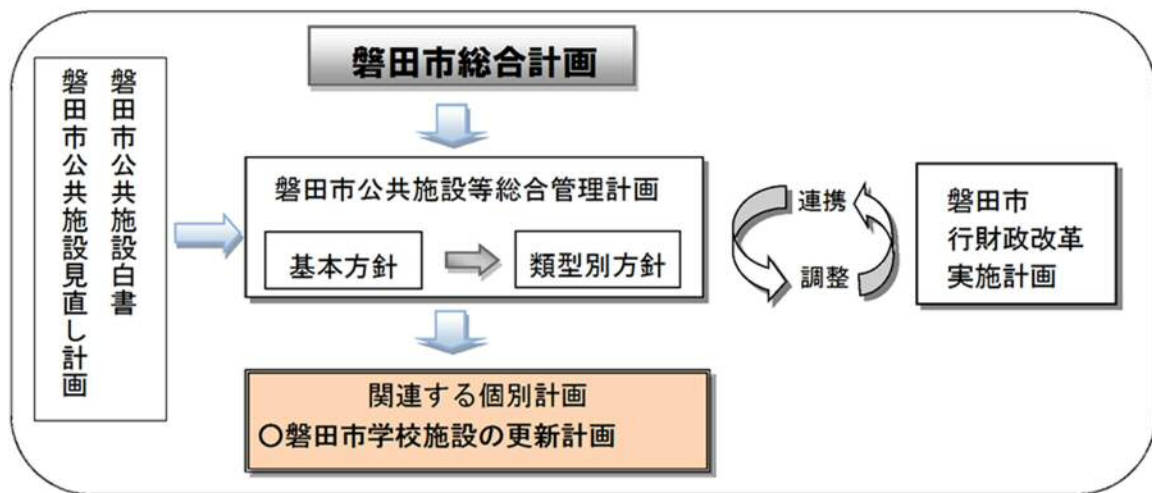 磐田市総合計画
磐田市公共施設白書
磐田市公共施設見直し計画
磐田市公共施設等総合管理計画
基本方針
類型別方針
連携
調整
磐田市
行財政改革
実施計画
関連する個別計画
〇磐田市学校施設の更新計画